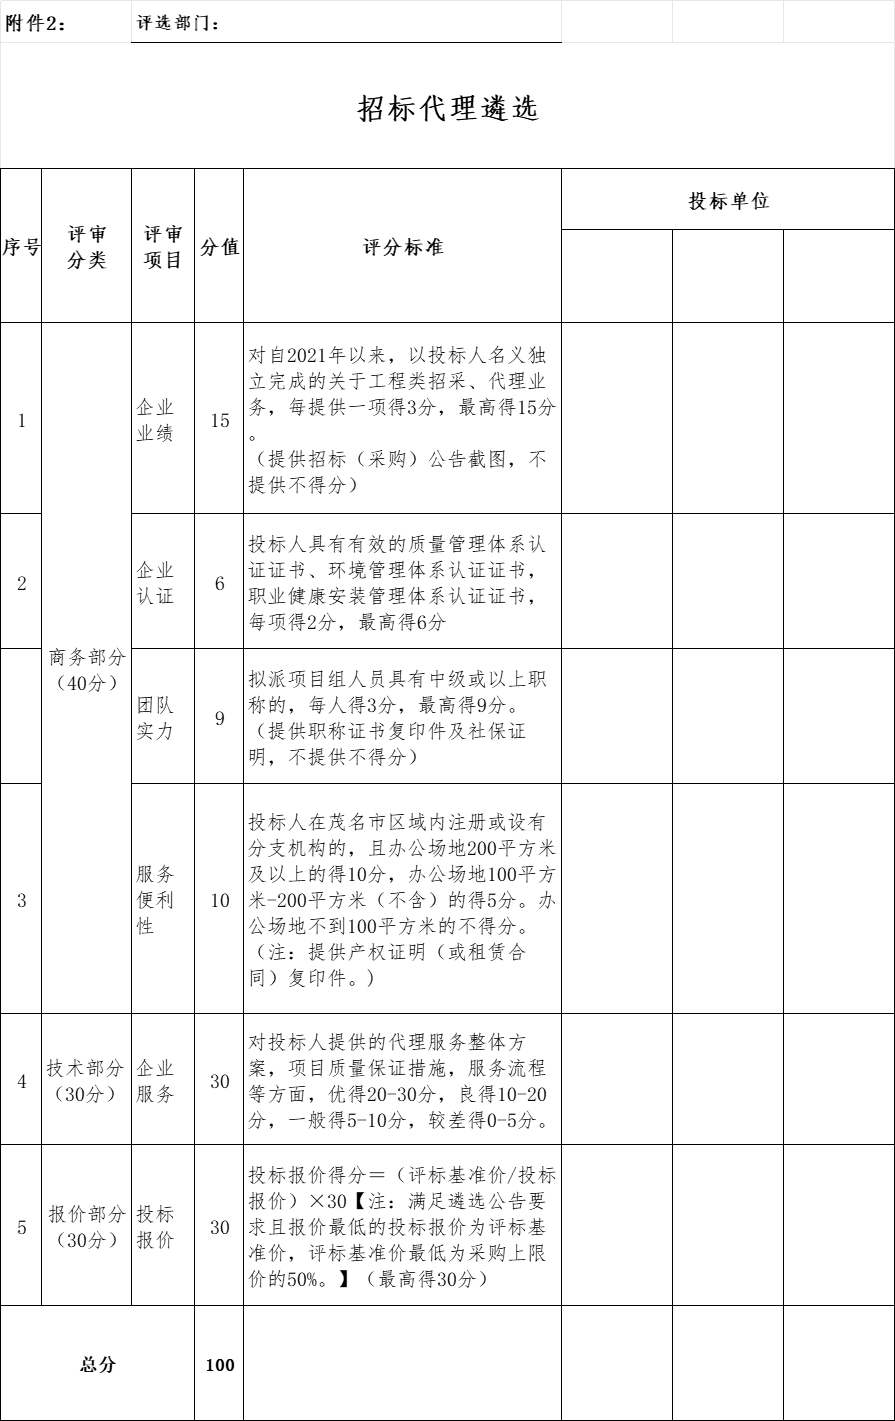 附件2：
评选部门：
招标代理遴选
序号
评审
分类
评审
项目
分值
评分标准
投标单位
1
商务部分
（40分）
企业
业绩
15
对自2021年以来，以投标人名义独
立完成的关于工程类招采、代理业
务，每提供一项得3分，最高得15分
。
（提供招标（采购）公告截图，不
提供不得分）
2
企业
认证
6
投标人具有有效的质量管理体系认
证证书、环境管理体系认证证书，
职业健康安装管理体系认证证书，
每项得2分，最高得6分
团队
实力
9
拟派项目组人员具有中级或以上职
称的，每人得3分，最高得9分。
（提供职称证书复印件及社保证
明，不提供不得分）
3
服务
便利
性
10
投标人在茂名市区域内注册或设有
分支机构的，且办公场地200平方米
及以上的得10分，办公场地100平方
米-200平方米（不含）的得5分。办
公场地不到100平方米的不得分。
（注：提供产权证明（或租赁合
同）复印件。)
4
技术部分
（30分）
企业
服务
30
对投标人提供的代理服务整体方
案，项目质量保证措施，服务流程
等方面，优得20-30分，良得10-20
分，一般得5-10分，较差得0-5分。
5
报价部分
（30分）
投标
报价
30
投标报价得分＝（评标基准价/投标
报价）×30【注：满足遴选公告要
求且报价最低的投标报价为评标基
准价，评标基准价最低为采购上限
价的50%。】（最高得30分）
总分
100